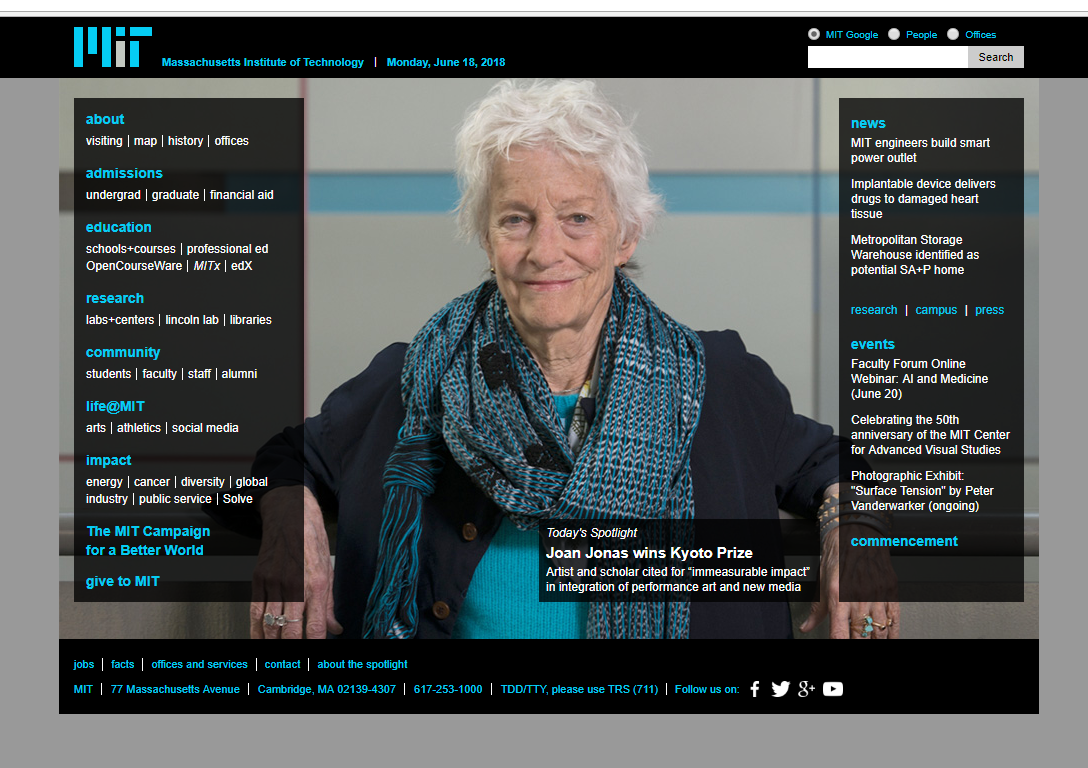 MIT
Massachusetts Institute of Technology | Monday, June 18, 2018
MIT Google People Offices
Search
about
visiting | map | history | offices
admissions
undergrad | graduate | financial aid
education
schools+courses | professional ed
OpenCourseWare | MITx | edX
research
labs+centers | lincoln lab | libraries
community
students | faculty | staff | alumni
life@MIT
arts | athletics | social media
impact
energy | cancer | diversity | global
industry | public service | Solve
The MIT Campaign
for a Better World
give to MIT
Today's Spotlight
Joan Jonas wins Kyoto Prize
Artist and scholar cited for “immeasurable impact”
in integration of performance art and new media
news
MIT engineers build smart
power outlet
Implantable device delivers
drugs to damaged heart
tissue
Metropolitan Storage
Warehouse identified as
potential SA+P home
research | campus | press
events
Faculty Forum Online
Webinar: AI and Medicine
(June 20)
Celebrating the 50th
anniversary of the MIT Center
for Advanced Visual Studies
Photographic Exhibit:
"Surface Tension" by Peter
Vanderwarker (ongoing)
commencement
jobs | facts | offices and services | contact | about the spotlight
MIT | 77 Massachusetts Avenue | Cambridge, MA 02139-4307 | 617-253-1000 | TDD/TTY, please use TRS (711) | Follow us on: